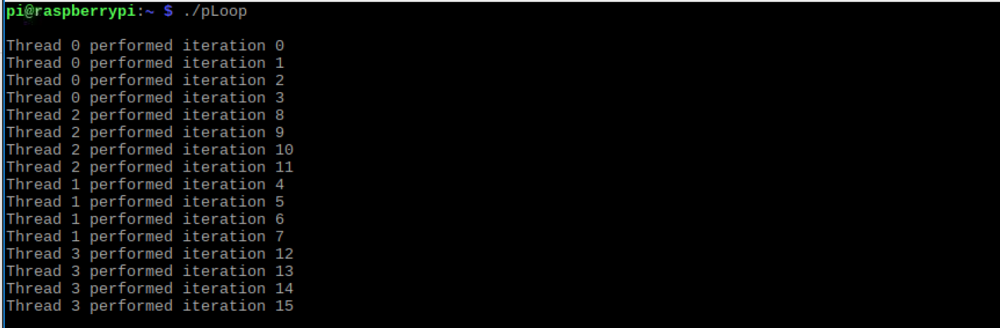 pi@raspberrypi:~ $ ./pLoop
Thread 0 performed iteration 0
Thread 0 performed iteration 1
Thread 0 performed iteration 2
Thread 0 performed iteration 3
Thread 2 performed iteration 8
Thread 2 performed iteration 9
Thread 2 performed iteration 10
Thread 2 performed iteration 11
Thread 1 performed iteration 4
Thread 1 performed iteration 5
Thread 1 performed iteration 6
Thread 1 performed iteration 7
Thread 3 performed iteration 12
Thread 3 performed iteration 13
Thread 3 performed iteration 14
Thread 3 performed iteration 15